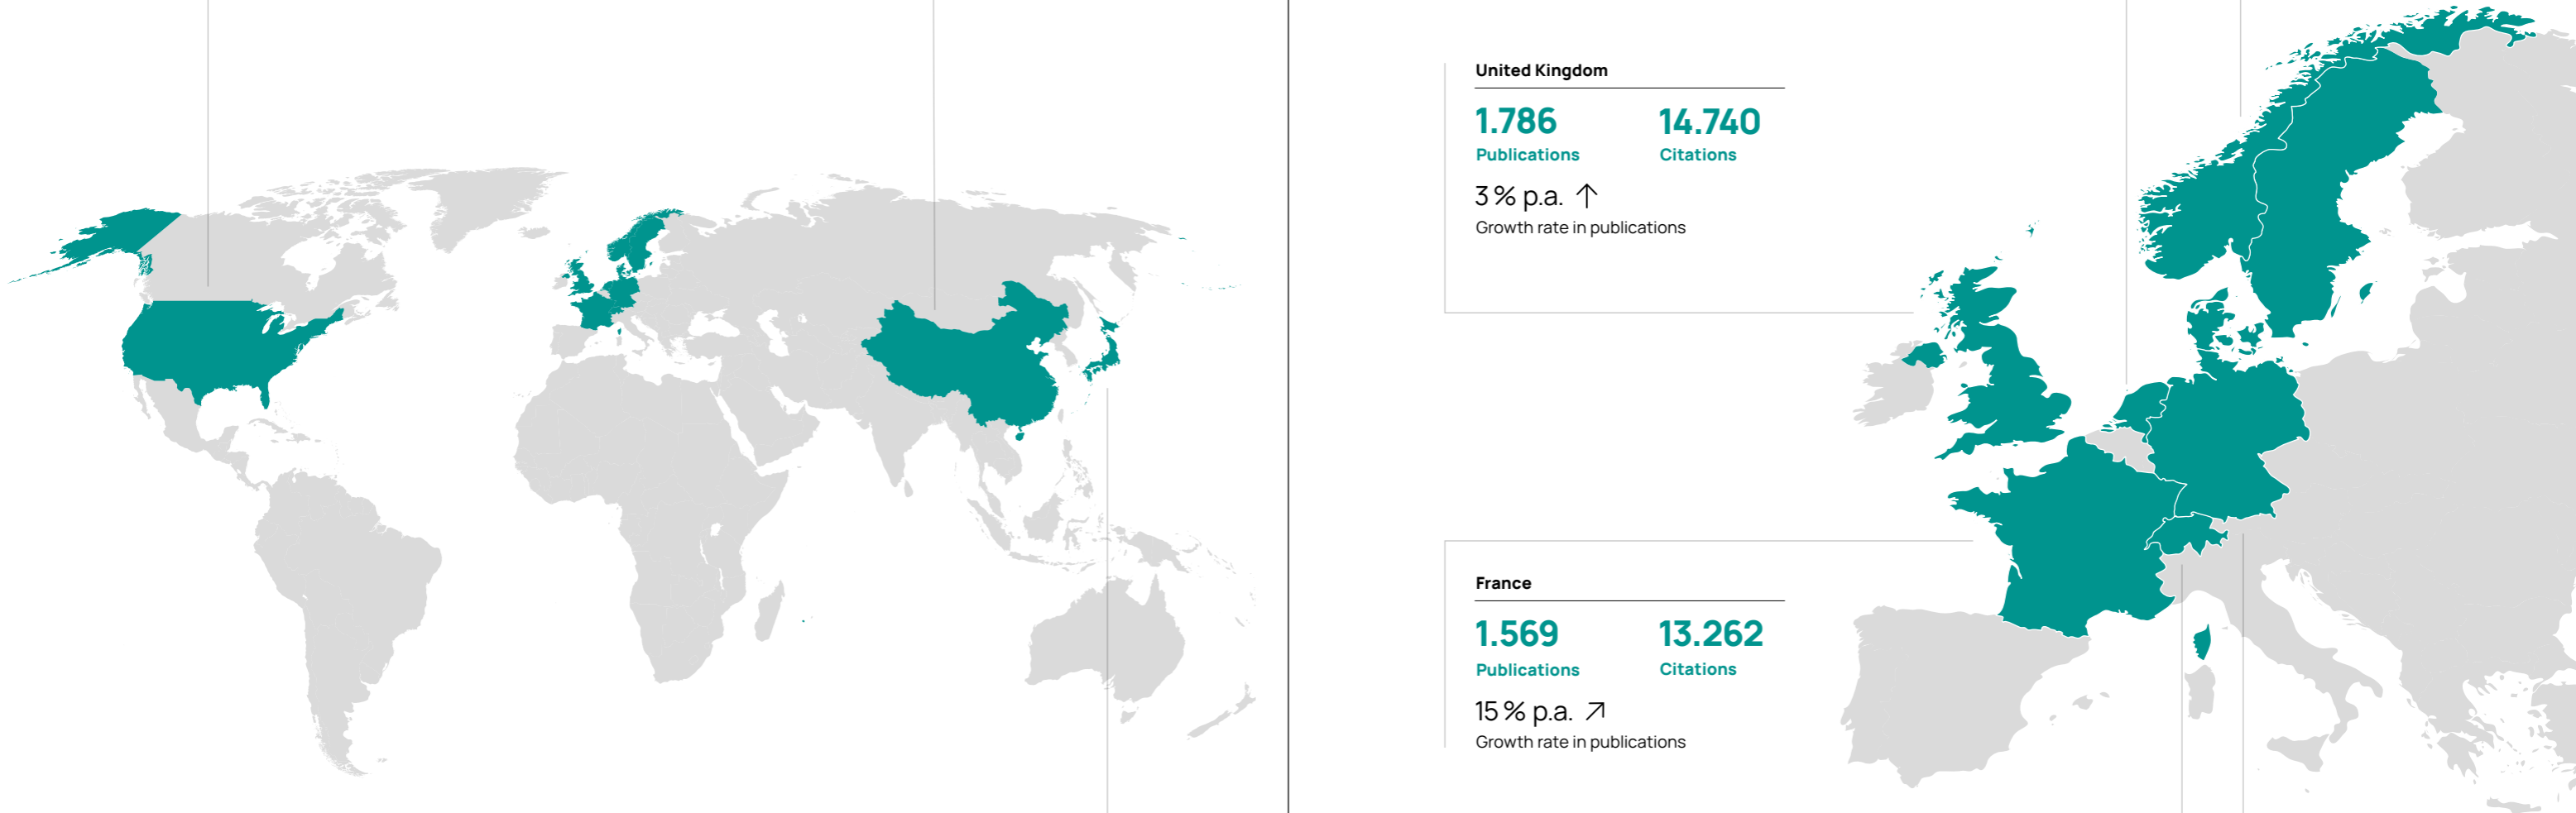 United Kingdom
1.786 14.740
Publications Citations
3 % p.a. ↑
Growth rate in publications
France
1.569 13.262
Publications Citations
15 % p.a. ↗
Growth rate in publications